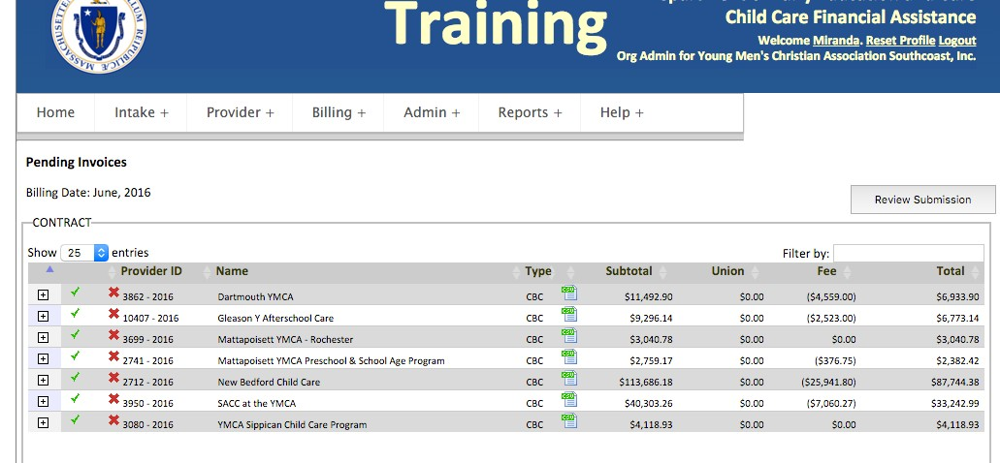 Training
Child Care Financial Assistance
Welcome Miranda. Reset Profile Logout
Org Admin for Young Men's Christian Association Southcoast, Inc.
Home Intake + Provider + Billing + Admin + Reports + Help +
Pending Invoices
Billing Date: June, 2016
Review Submission
CONTRACT
Show 25 entries
Filter by:
Provider ID Name Type Subtotal Union Fee Total
3862 - 2016 Dartmouth YMCA CBC $11,492.90 $0.00 ($4,559.00) $6,933.90
10407 - 2016 Gleason Y Afterschool Care CBC $9,296.14 $0.00 ($2,523.00) $6,773.14
3699 - 2016 Mattapoisett YMCA - Rochester CBC $3,040.78 $0.00 $0.00 $3,040.78
2741 - 2016 Mattapoisett YMCA Preschool & School Age Program CBC $2,759.17 $0.00 ($376.75) $2,382.42
2712 - 2016 New Bedford Child Care CBC $113,686.18 $0.00 ($25,941.80) $87,744.38
3950 - 2016 SACC at the YMCA CBC $40,303.26 $0.00 ($7,060.27) $33,242.99
3080 - 2016 YMCA Sippican Child Care Program CBC $4,118.93 $0.00 $0.00 $4,118.93